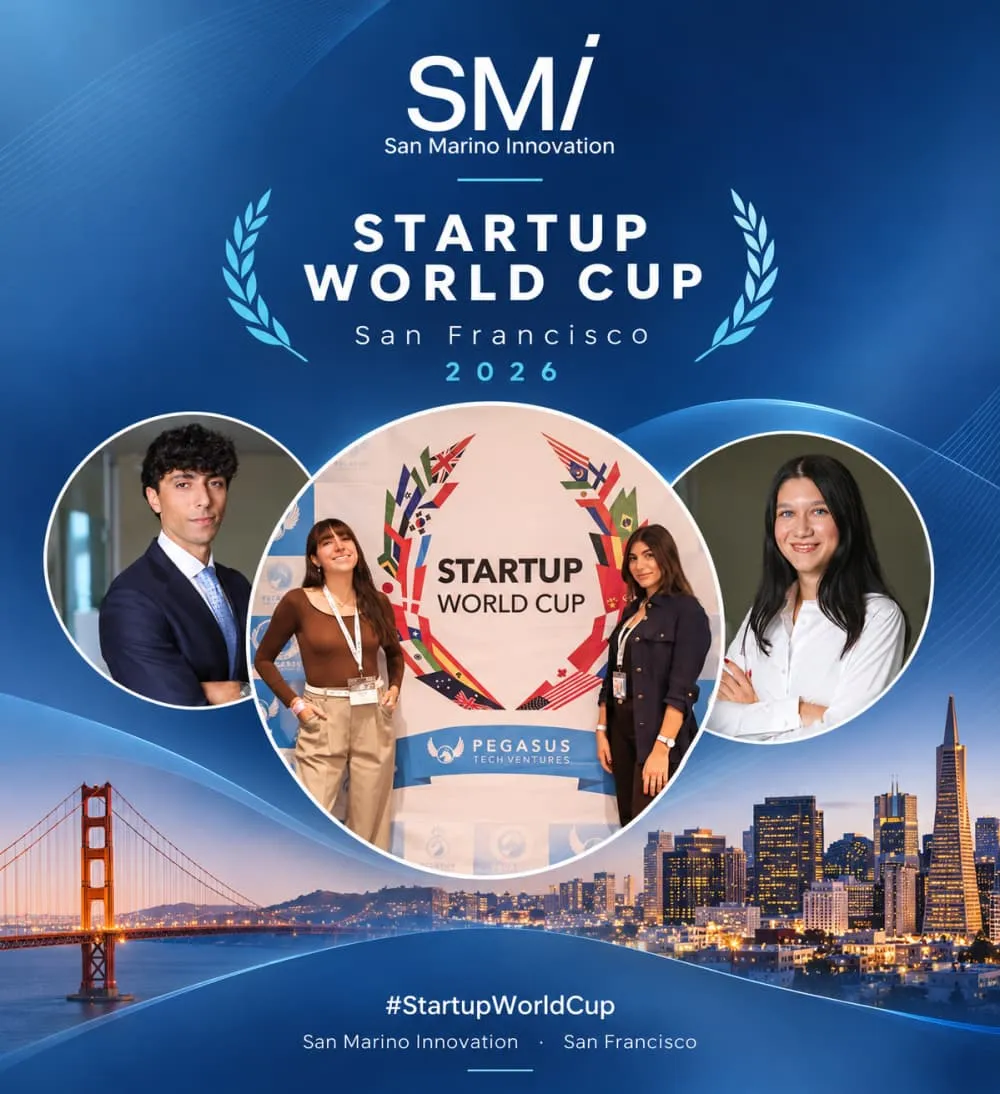 SMi
San Marino Innovation
STARTUP
WORLD CUP
San Francisco
2026
STARTUP
WORLD CUP
PEGASUS
TECH VENTURES
#StartupWorldCup
San Marino Innovation · San Francisco